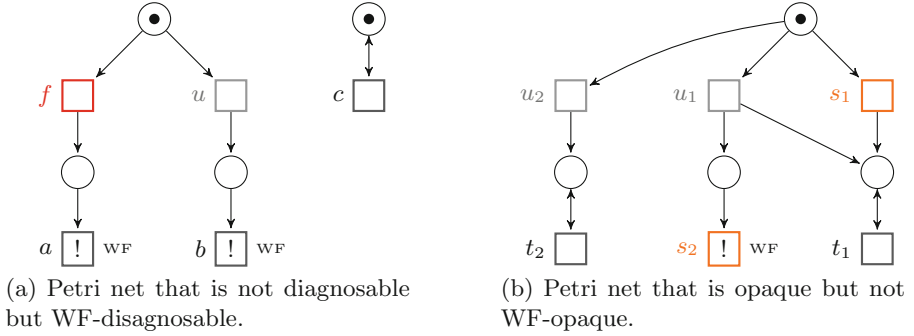 f
u
c
u₂
u₁
s₁
a ! WF
b ! WF
t₂
s₂ ! WF
t₁
(a) Petri net that is not diagnosable
but WF-disagnosable.
(b) Petri net that is opaque but not
WF-opaque.